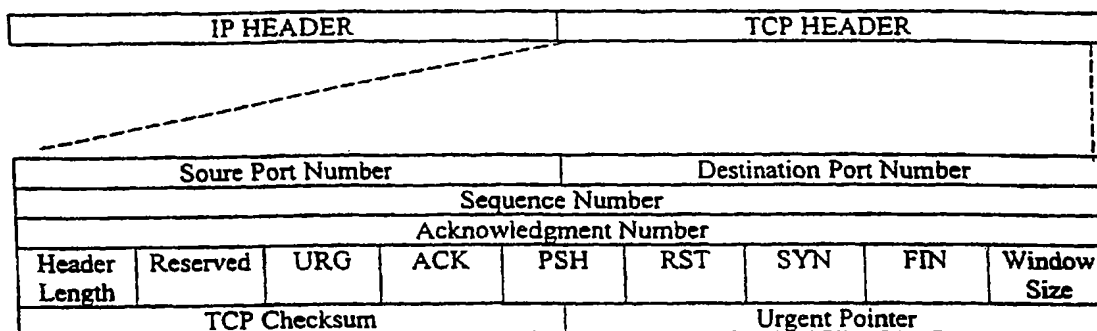 IP HEADER TCP HEADER
Soure Port Number Destination Port Number
Sequence Number
Acknowledgment Number
Header Length Reserved URG ACK PSH RST SYN FIN Window Size
TCP Checksum Urgent Pointer